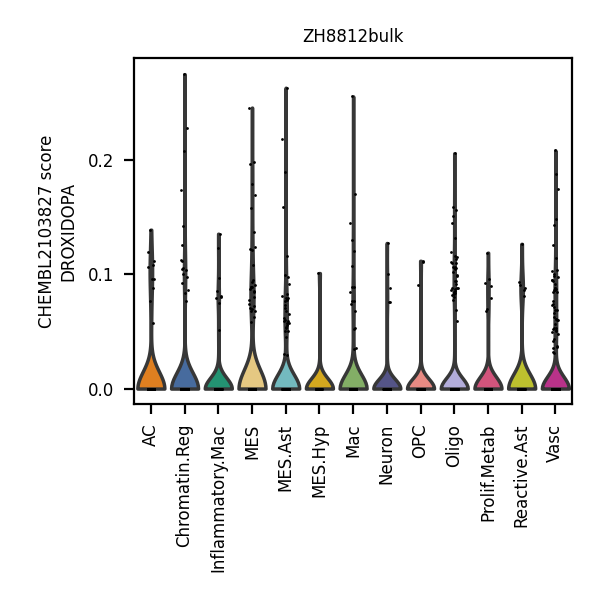 ZH8812bulk
CHEMBL2103827 score
DROXIDOPA
0.2
0.1
0.0
AC
Chromatin.Reg
Inflammatory.Mac
MES
MES.Ast
MES.Hyp
Mac
Neuron
OPC
Oligo
Prolif.Metab
Reactive.Ast
Vasc